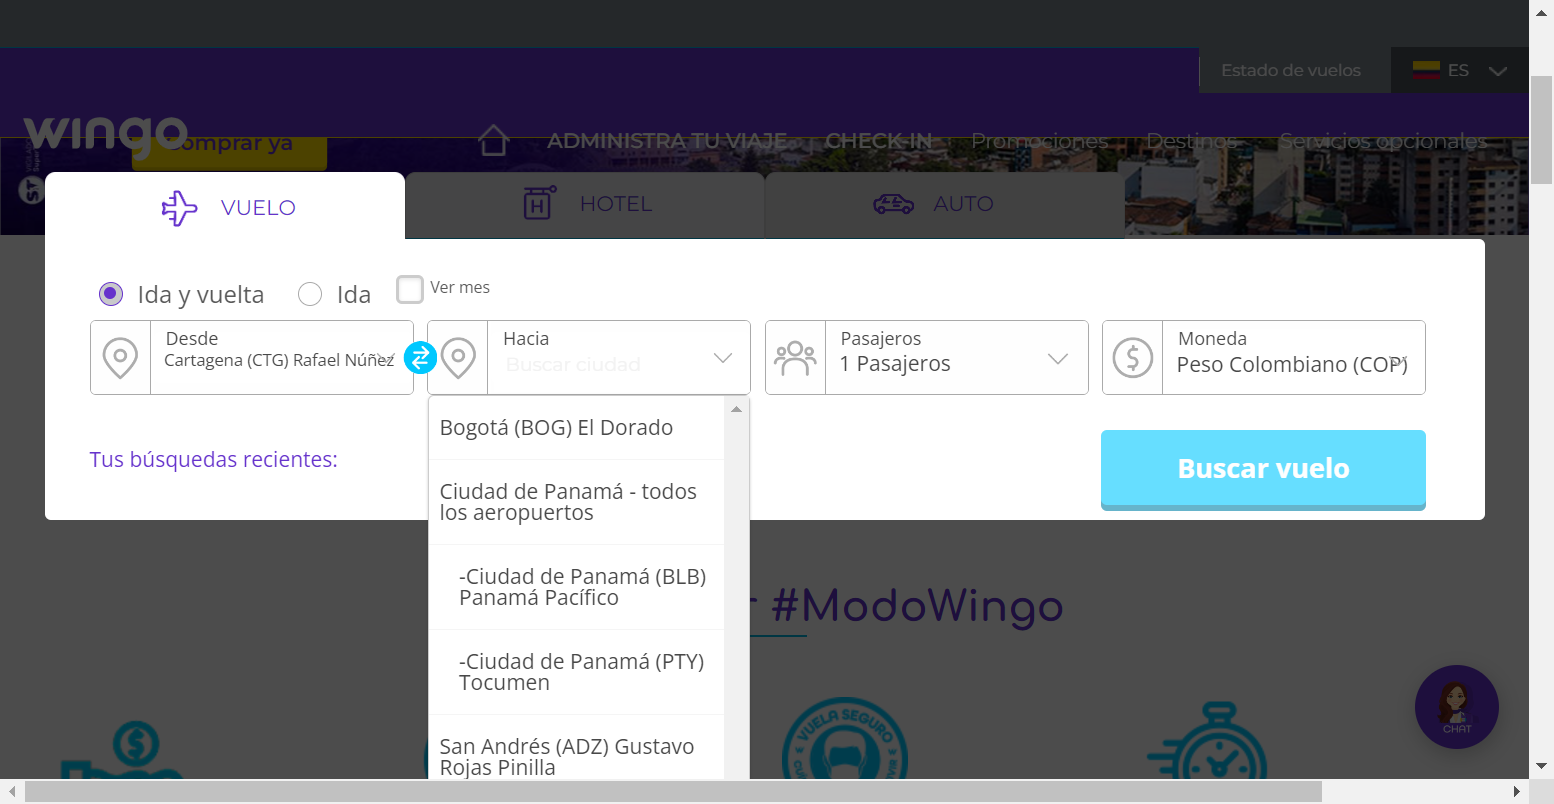 Estado de vuelos
ES
wingo
Comprar ya
ADMINISTRA TU VIAJE
CHECK-IN
Promociones
Destinos
Servicios opcionales
VUELO
HOTEL
AUTO
Ida y vuelta
Ida
Ver mes
Desde
Cartagena (CTG) Rafael Núñez
Hacia
Buscar ciudad
Pasajeros
1 Pasajeros
Moneda
Peso Colombiano (COP)
Bogotá (BOG) El Dorado
Ciudad de Panamá - todos
los aeropuertos
-Ciudad de Panamá (BLB)
Panamá Pacífico
-Ciudad de Panamá (PTY)
Tocumen
San Andrés (ADZ) Gustavo
Rojas Pinilla
Tus búsquedas recientes:
Buscar vuelo
#ModoWingo
VUELA SEGURO
CHAT